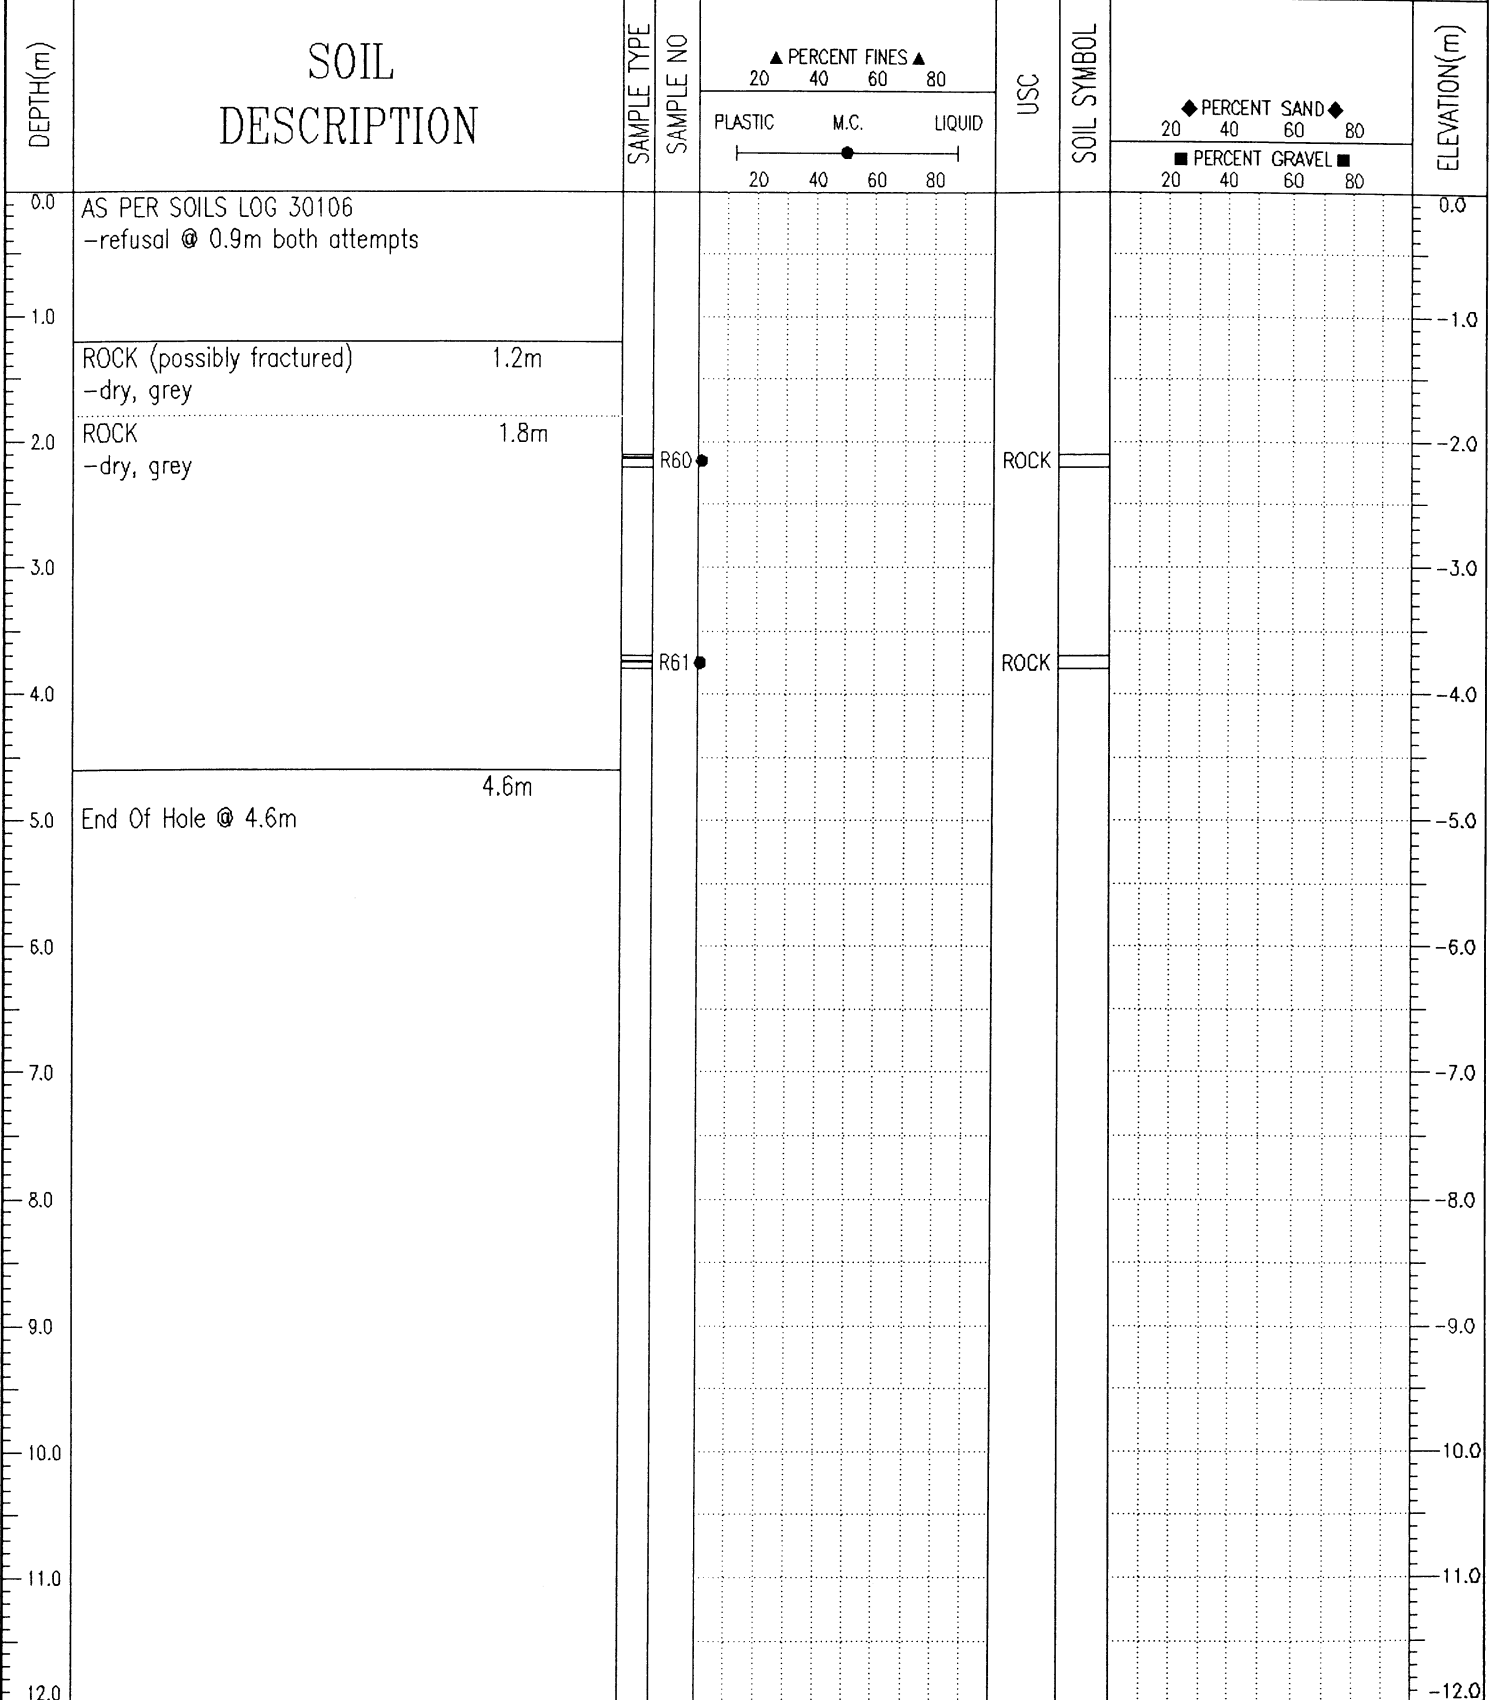 DEPTH(m)
SOIL
DESCRIPTION
SAMPLE TYPE
SAMPLE NO
▲ PERCENT FINES ▲
20 40 60 80
PLASTIC M.C. LIQUID
20 40 60 80
USC
SOIL SYMBOL
◆ PERCENT SAND ◆
20 40 60 80
■ PERCENT GRAVEL ■
20 40 60 80
ELEVATION(m)
0.0 AS PER SOILS LOG 30106 0.0
-refusal @ 0.9m both attempts
1.0 -1.0
ROCK (possibly fractured) 1.2m
-dry, grey
ROCK 1.8m
2.0 -2.0
-dry, grey R60 ROCK
3.0 -3.0
R61 ROCK
4.0 -4.0
4.6m
5.0 End Of Hole @ 4.6m -5.0
6.0 -6.0
7.0 -7.0
8.0 -8.0
9.0 -9.0
10.0 -10.0
11.0 -11.0
12.0 -12.0